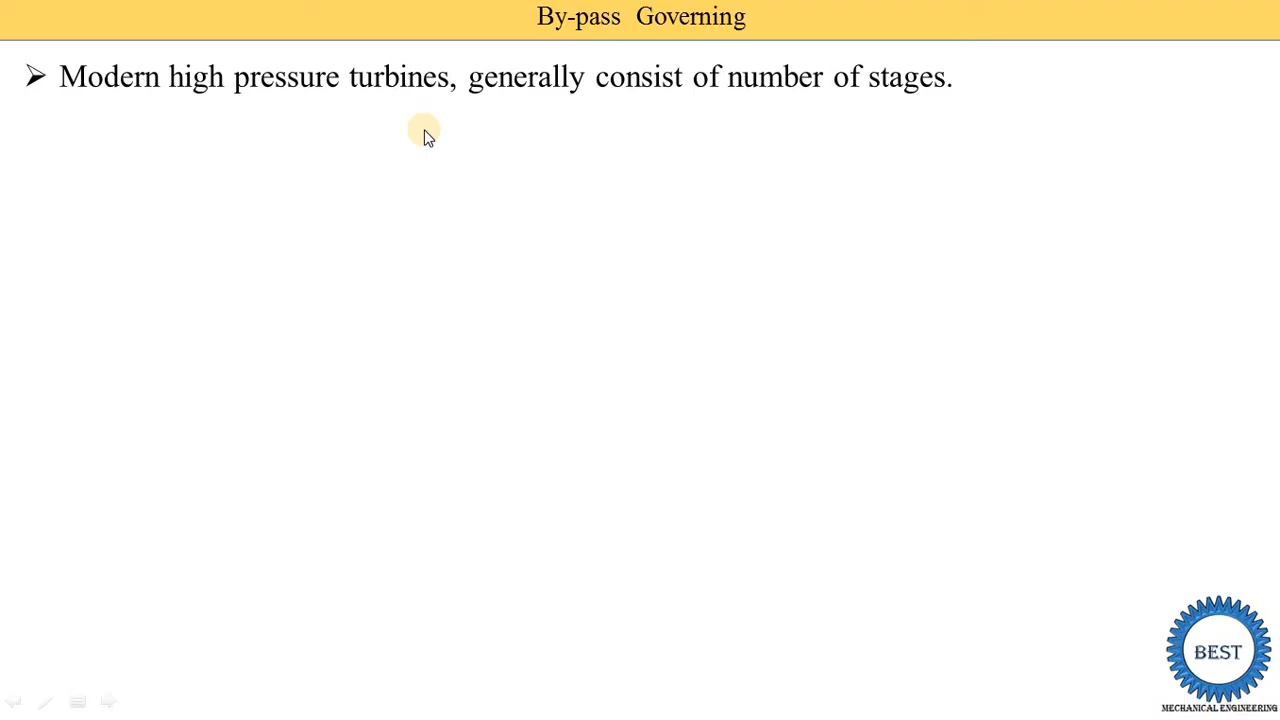 By-pass Governing
➢ Modern high pressure turbines, generally consist of number of stages.
BEST
MECHANICAL ENGINEERING